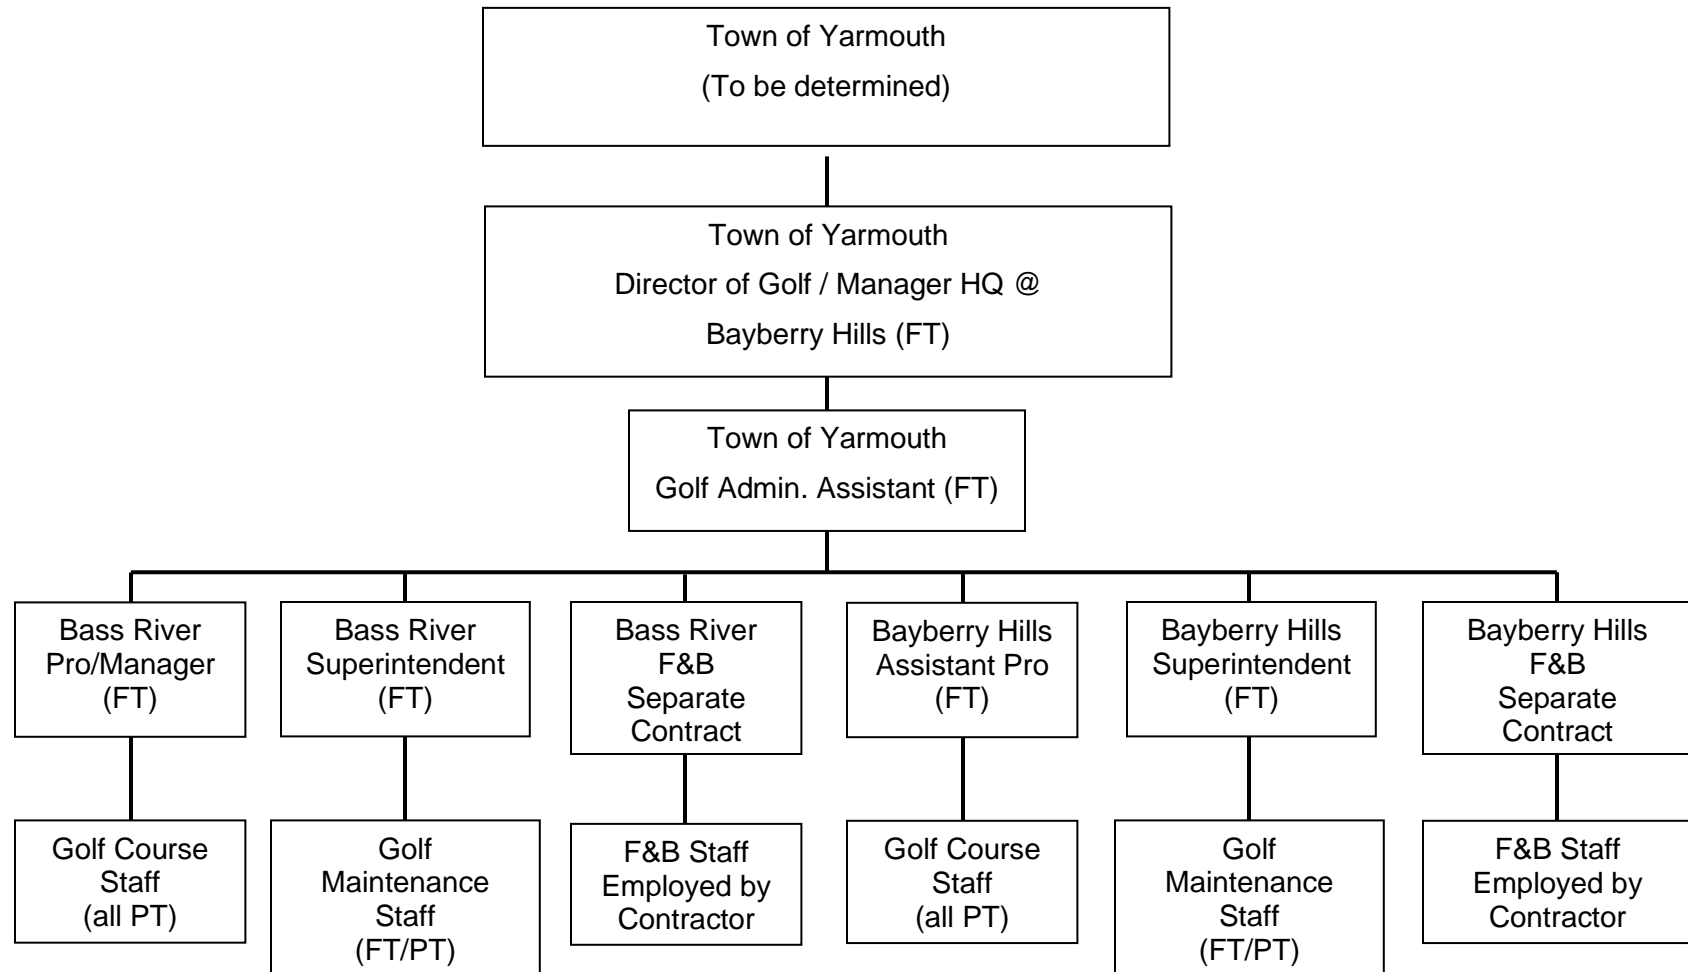 Town of Yarmouth
(To be determined)
Town of Yarmouth
Director of Golf / Manager HQ @
Bayberry Hills (FT)
Town of Yarmouth
Golf Admin. Assistant (FT)
Bass River
Pro/Manager
(FT)
Bass River
Superintendent
(FT)
Bass River
F&B
Separate
Contract
Bayberry Hills
Assistant Pro
(FT)
Bayberry Hills
Superintendent
(FT)
Bayberry Hills
F&B
Separate
Contract
Golf Course
Staff
(all PT)
Golf
Maintenance
Staff
(FT/PT)
F&B Staff
Employed by
Contractor
Golf Course
Staff
(all PT)
Golf
Maintenance
Staff
(FT/PT)
F&B Staff
Employed by
Contractor